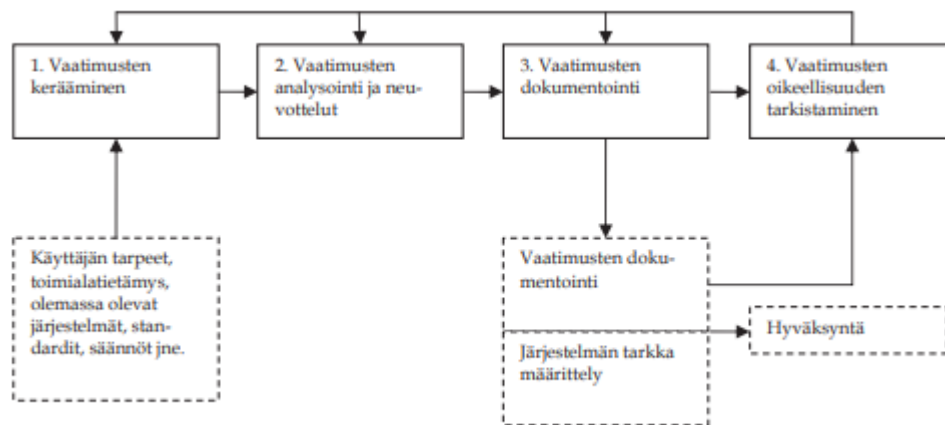 1. Vaatimusten
kerääminen
2. Vaatimusten
analysointi ja neu-
vottelut
3. Vaatimusten
dokumentointi
4. Vaatimusten
oikeellisuuden
tarkistaminen
Käyttäjän tarpeet,
toimialatietämys,
olemassa olevat
järjestelmät, stan-
dardit, säännöt jne.
Vaatimusten doku-
mentointi
Järjestelmän tarkka
määrittely
Hyväksyntä